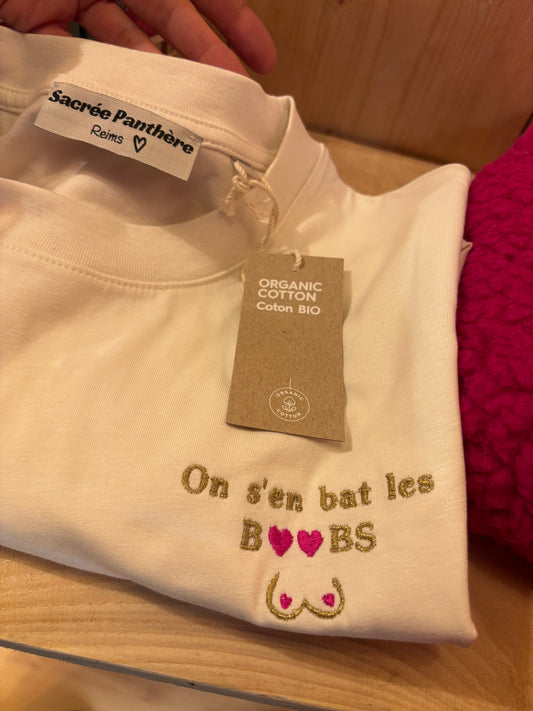 Sacrée Panthère
Reims ♡
ORGANIC
COTTON
Coton BIO
ORGANIC
COTTON
On s'en bat les
B♥♥BS